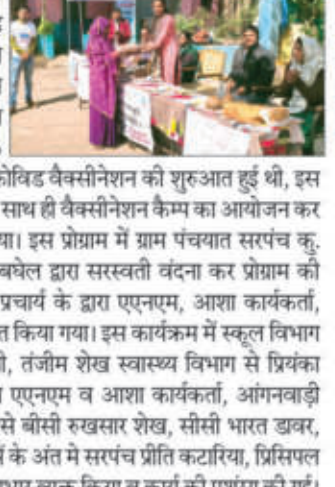 कोविड वैक्सीनेशन की शुरुआत हुई थी, इस
साथ ही वैक्सीनेशन कैम्प का आयोजन कर
या। इस प्रोग्राम में ग्राम पंचयात सरपंच कु.
बघेल द्वारा सरस्वती वंदना कर प्रोग्राम की
प्रचार्य के द्वारा एएनएम, आशा कार्यकर्ता,
त किया गया। इस कार्यक्रम में स्कूल विभाग
ी, तंजीम शेख स्वास्थ्य विभाग से प्रियंका
एएनएम व आशा कार्यकर्ता, आंगनवाड़ी
से बीसी रुखसार शेख, सीसी भारत डावर,
के अंत मे सरपंच प्रीति कटारिया, प्रिसिपल
व कार्य की